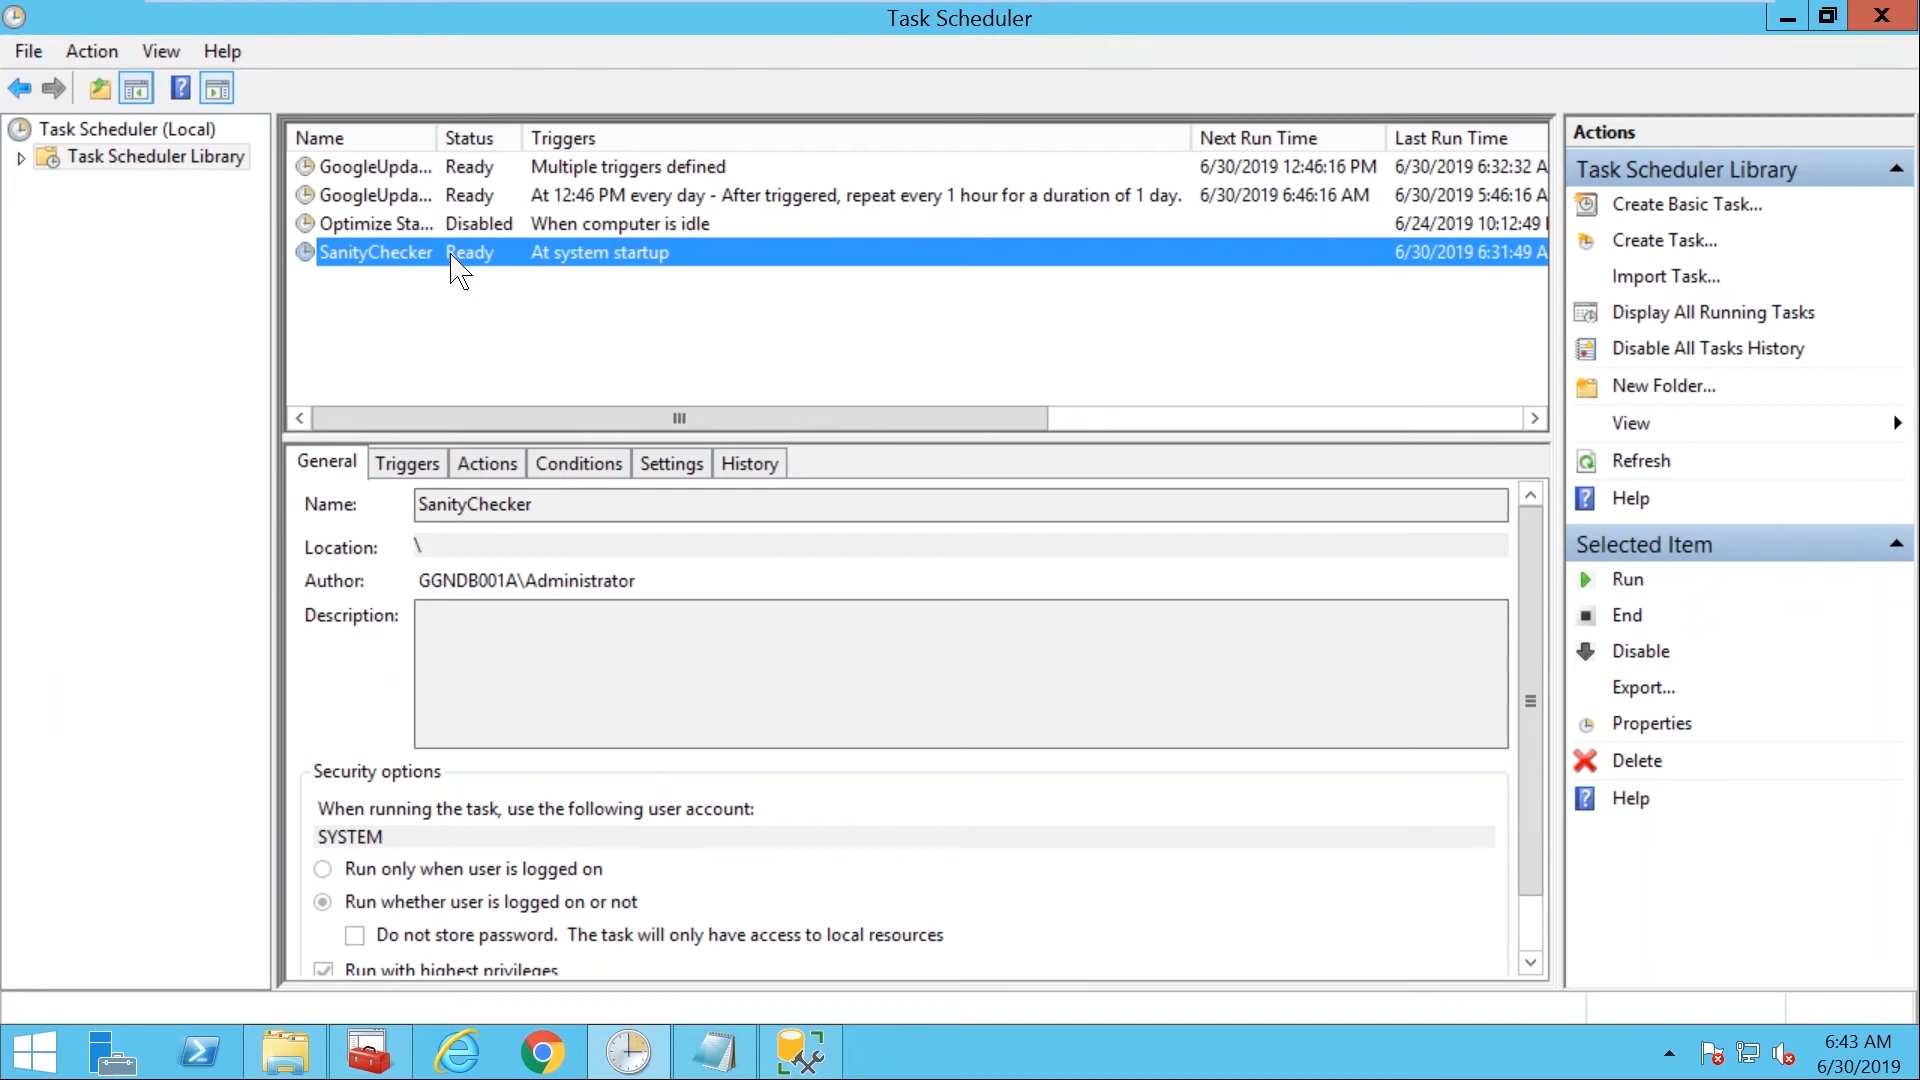 Task Scheduler
File Action View Help
Task Scheduler (Local)
Task Scheduler Library
Name Status Triggers Next Run Time Last Run Time
GoogleUpda... Ready Multiple triggers defined 6/30/2019 12:46:16 PM 6/30/2019 6:32:32 A
GoogleUpda... Ready At 12:46 PM every day - After triggered, repeat every 1 hour for a duration of 1 day. 6/30/2019 6:46:16 AM 6/30/2019 5:46:16 A
Optimize Sta... Disabled When computer is idle 6/24/2019 10:12:49
SanityChecker Ready At system startup 6/30/2019 6:31:49 A
General Triggers Actions Conditions Settings History
Name: SanityChecker
Location: \
Author: GGNDB001A\Administrator
Description:
Security options
When running the task, use the following user account:
SYSTEM
Run only when user is logged on
Run whether user is logged on or not
Do not store password. The task will only have access to local resources
Run with highest privileges
Actions
Task Scheduler Library
Create Basic Task...
Create Task...
Import Task...
Display All Running Tasks
Disable All Tasks History
New Folder...
View
Refresh
Help
Selected Item
Run
End
Disable
Export...
Properties
Delete
Help
6:43 AM
6/30/2019